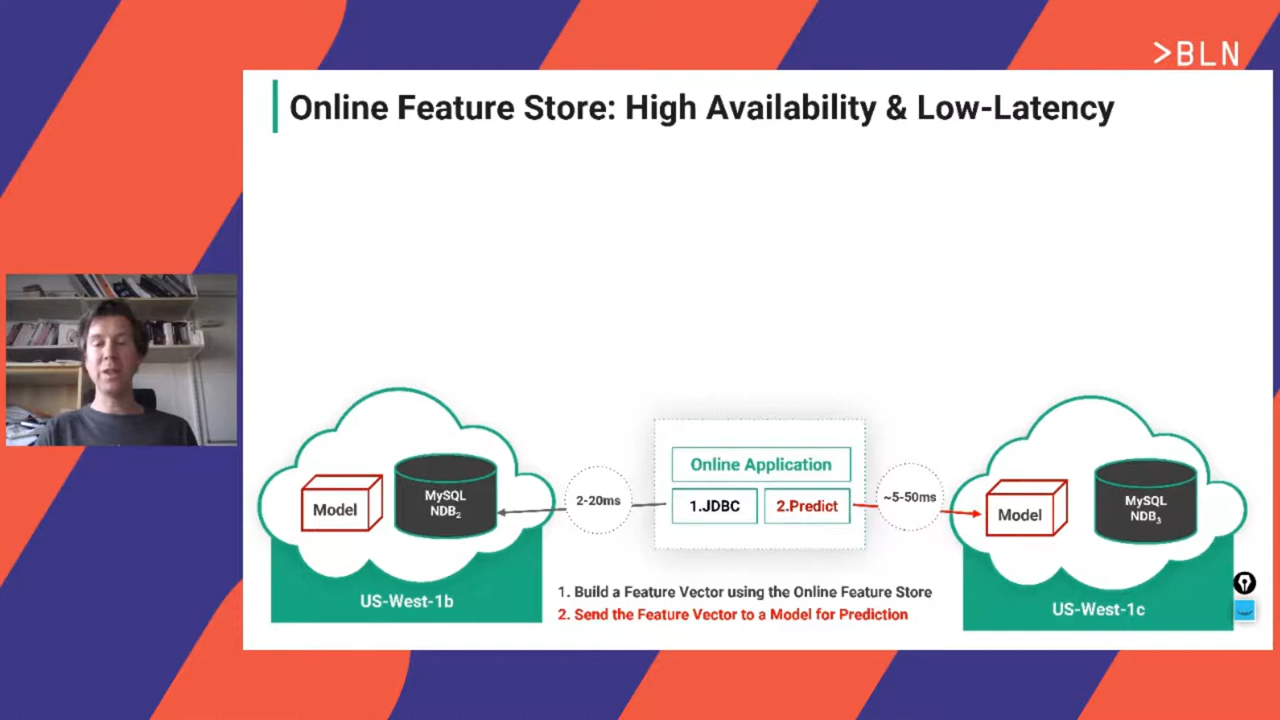 >BLN
Online Feature Store: High Availability & Low-Latency
Model
MySQL
NDB₂
US-West-1b
2-20ms
Online Application
1.JDBC
2.Predict
~5-50ms
Model
MySQL
NDB₃
US-West-1c
1. Build a Feature Vector using the Online Feature Store
2. Send the Feature Vector to a Model for Prediction